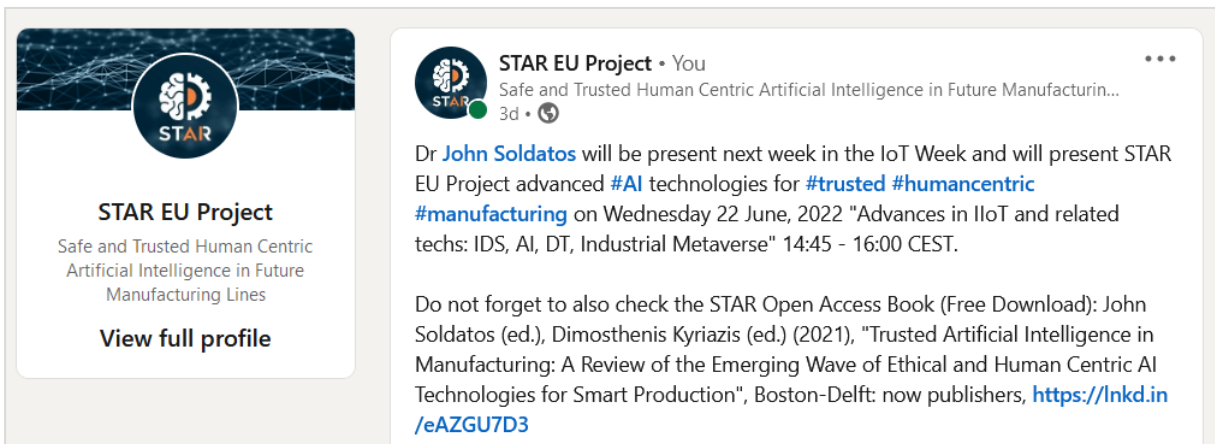 STAR
STAR EU Project
Safe and Trusted Human Centric
Artificial Intelligence in Future
Manufacturing Lines
View full profile
STAR
STAR EU Project • You
Safe and Trusted Human Centric Artificial Intelligence in Future Manufacturin...
3d •
Dr John Soldatos will be present next week in the IoT Week and will present STAR
EU Project advanced #AI technologies for #trusted #humancentric
#manufacturing on Wednesday 22 June, 2022 "Advances in IIoT and related
techs: IDS, AI, DT, Industrial Metaverse" 14:45 - 16:00 CEST.
Do not forget to also check the STAR Open Access Book (Free Download): John
Soldatos (ed.), Dimosthenis Kyriazis (ed.) (2021), "Trusted Artificial Intelligence in
Manufacturing: A Review of the Emerging Wave of Ethical and Human Centric AI
Technologies for Smart Production", Boston-Delft: now publishers, https://lnkd.in
/eAZGU7D3